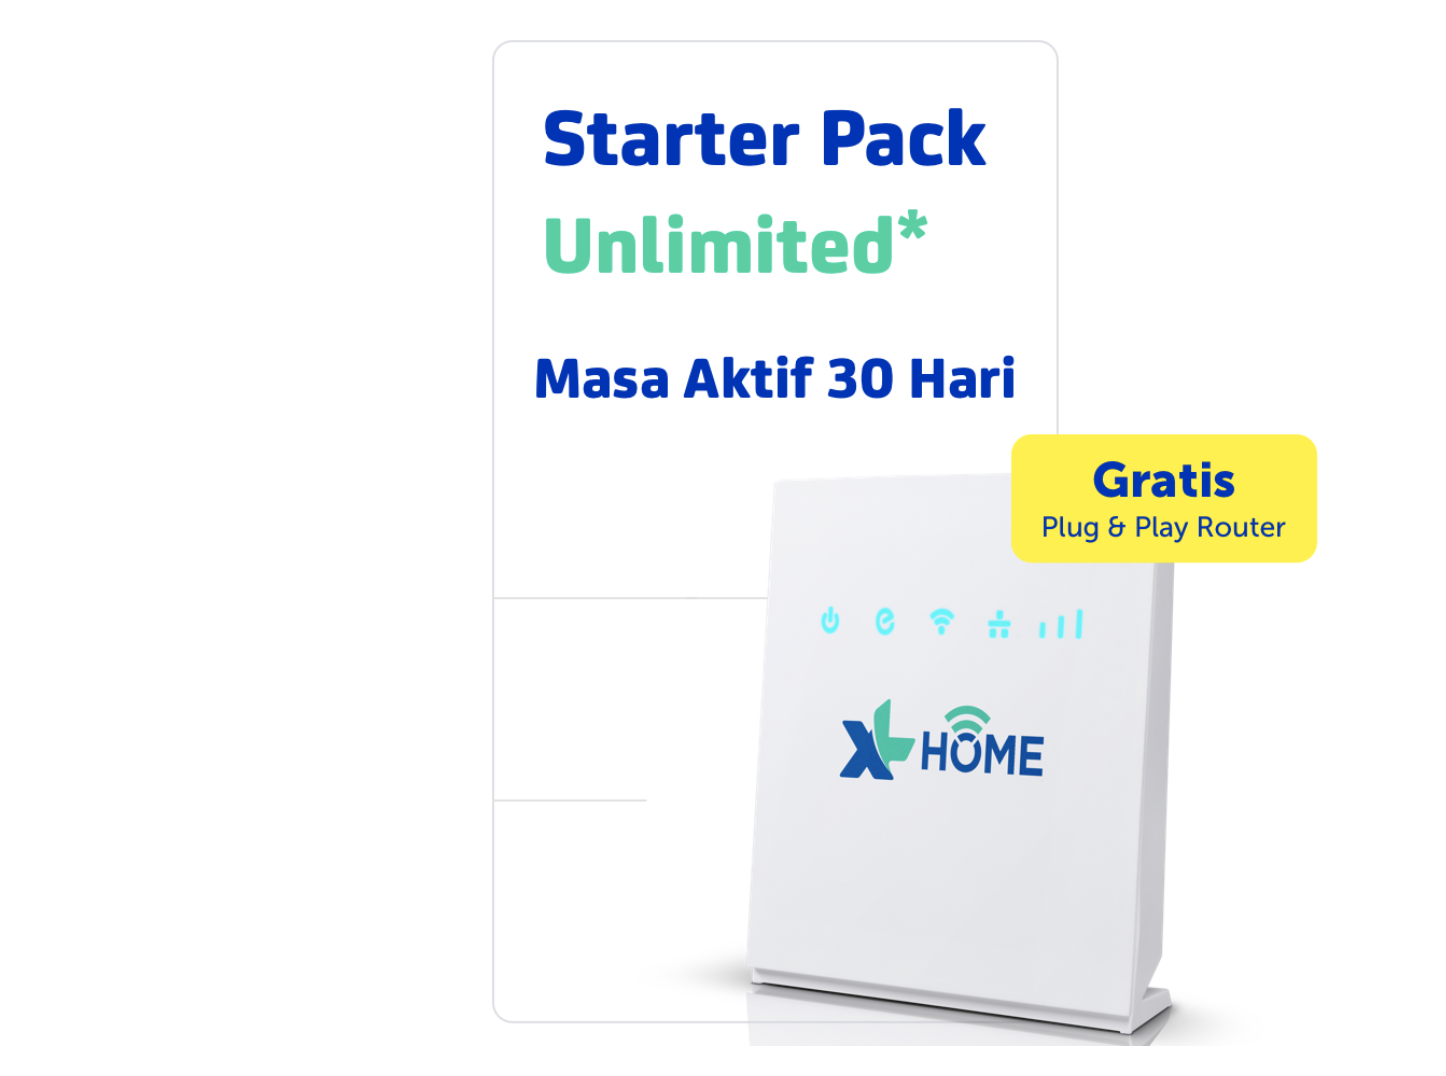 Starter Pack
Unlimited*
Masa Aktif 30 Hari
Gratis
Plug & Play Router
XL HOME